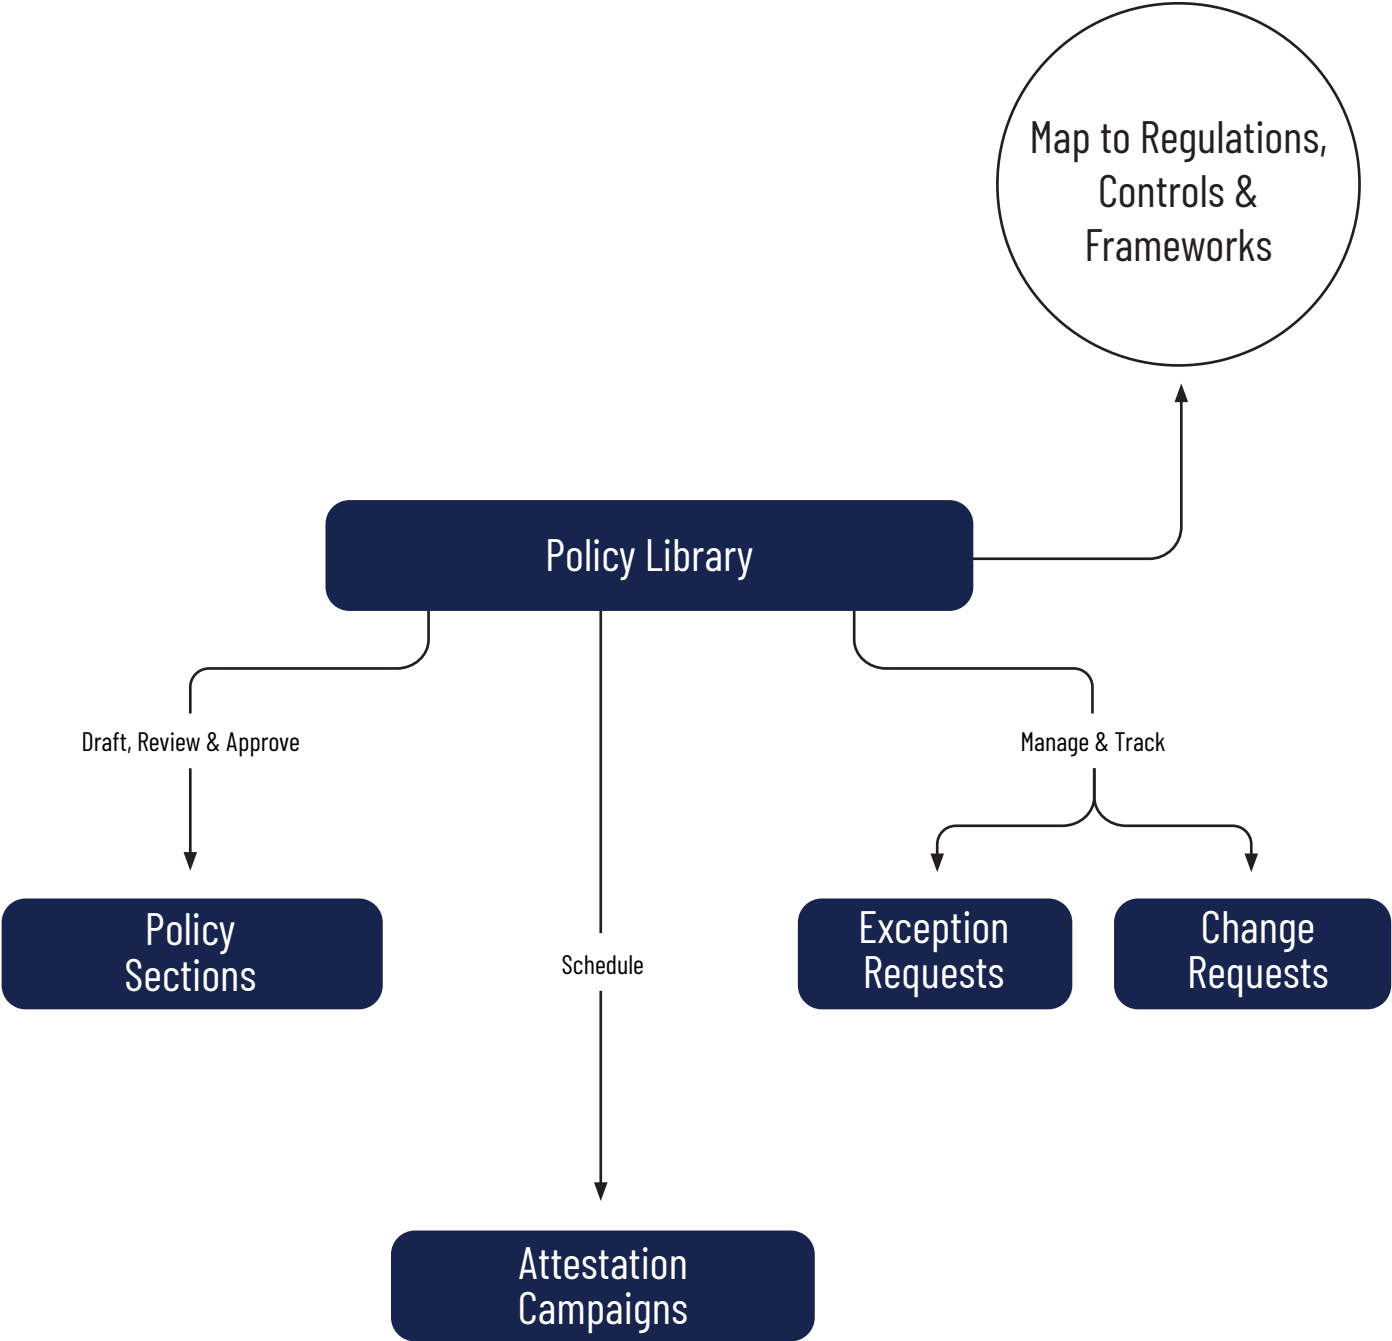 Map to Regulations,
Controls &
Frameworks
Policy Library
Draft, Review & Approve
Manage & Track
Policy
Sections
Schedule
Exception
Requests
Change
Requests
Attestation
Campaigns